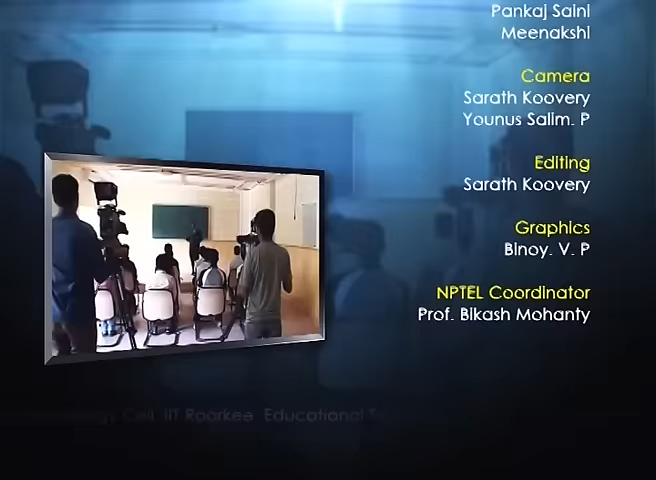 Pankaj Saini
Meenakshi
Camera
Sarath Koovery
Younus Salim. P
Editing
Sarath Koovery
Graphics
Binoy. V. P
NPTEL Coordinator
Prof. Bikash Mohanty
Cell, IIT Roorkee, Educational